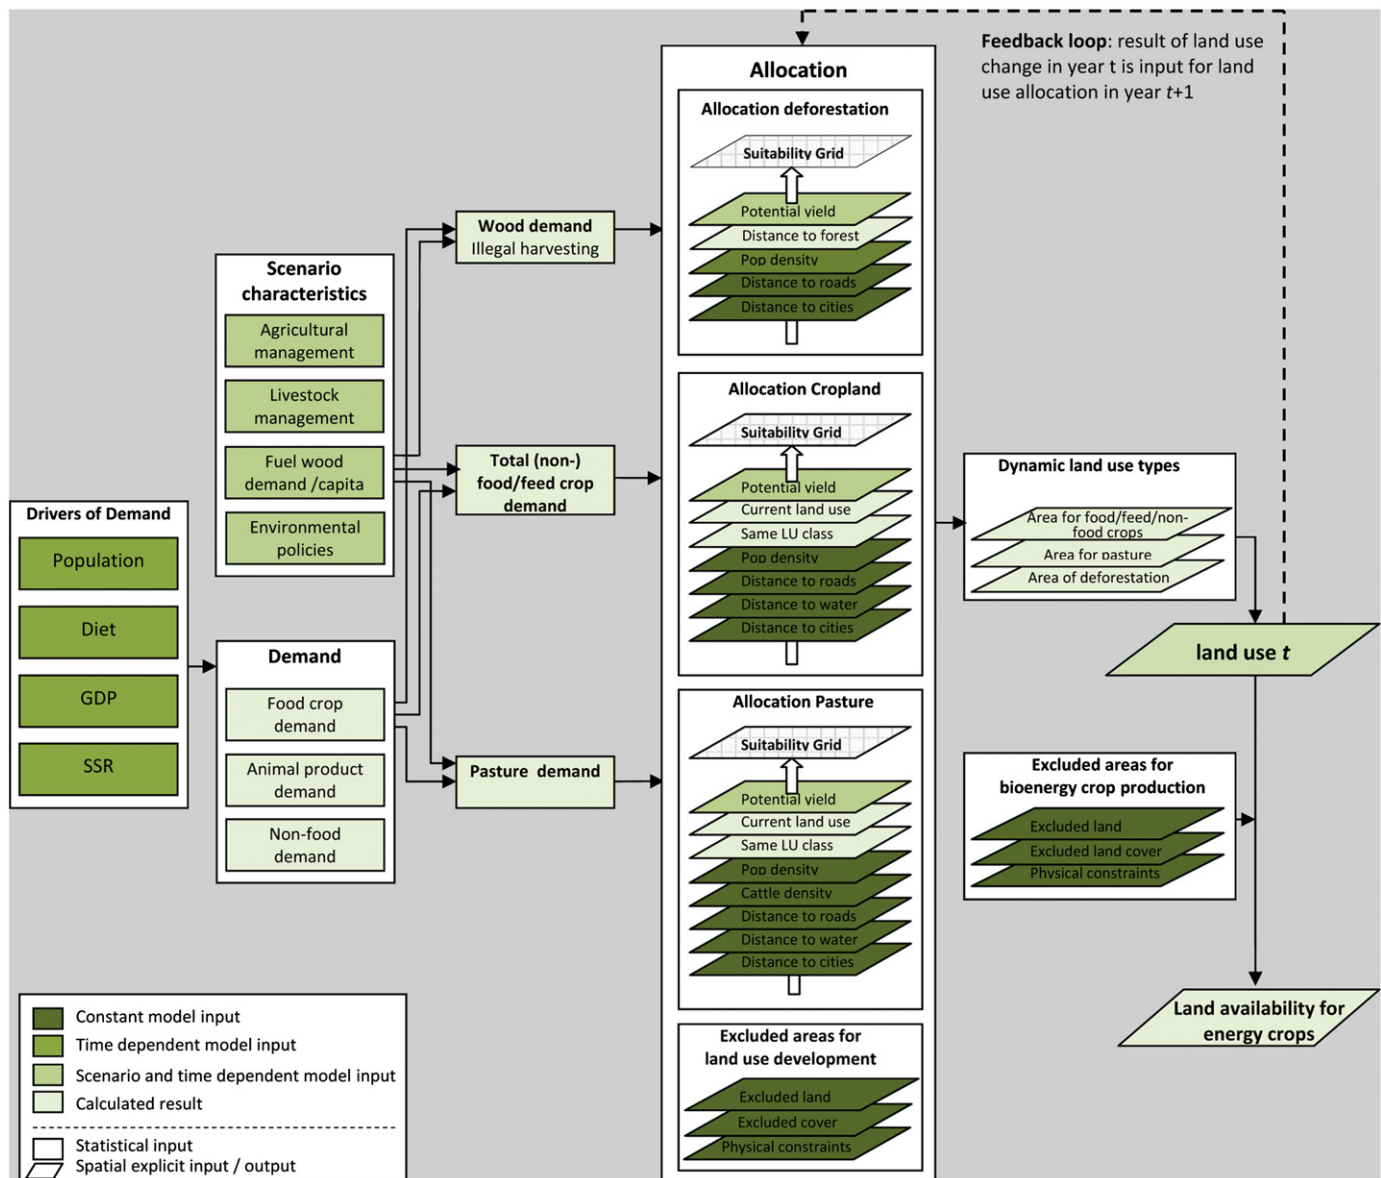 Feedback loop: result of land use
change in year t is input for land
use allocation in year t+1
Drivers of Demand
Population
Diet
GDP
SSR
Scenario
characteristics
Agricultural
management
Livestock
management
Fuel wood
demand /capita
Environmental
policies
Demand
Food crop
demand
Animal product
demand
Non-food
demand
Wood demand
Illegal harvesting
Total (non-)
food/feed crop
demand
Pasture demand
Allocation
Allocation deforestation
Suitability Grid
Potential yield
Distance to forest
Pop density
Distance to roads
Distance to cities
Allocation Cropland
Suitability Grid
Potential yield
Current land use
Same LU class
Pop density
Distance to roads
Distance to water
Distance to cities
Allocation Pasture
Suitability Grid
Potential yield
Current land use
Same LU class
Pop density
Cattle density
Distance to roads
Distance to water
Distance to cities
Excluded areas for
land use development
Excluded land
Excluded cover
Physical constraints
Dynamic land use types
Area for food/feed/non-
food crops
Area for pasture
Area of deforestation
land use t
Excluded areas for
bioenergy crop production
Excluded land
Excluded land cover
Physical constraints
Land availability for
energy crops
Constant model input
Time dependent model input
Scenario and time dependent model input
Calculated result
Statistical input
Spatial explicit input / output